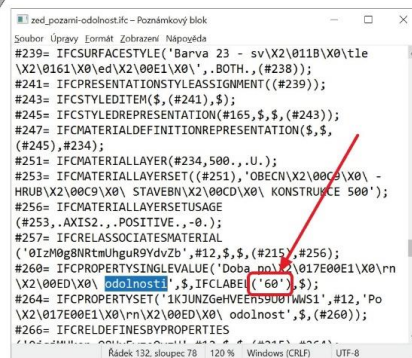 zed_pozarni-odolnost.ifc – Poznámkový blok
Soubor Úpravy Formát Zobrazení Nápověda
#239= IFCSURFACESTYLE('Barva 23 - sv\X2\011B\X0\tle
\X2\0161\X0\ed\X2\00E1\X0\',.BOTH.,(#238));
#241= IFCPRESENTATIONSTYLEASSIGNMENT((#239));
#243= IFCSTYLEDITEM($,(#241),$);
#245= IFCSTYLEDREPRESENTATION(#165,$,$,(#243));
#247= IFCMATERIALDEFINITIONREPRESENTATION($,$,
(#245),#234);
#251= IFCMATERIALLAYER(#234,500.,.U.);
#253= IFCMATERIALLAYERSET((#251),'OBECN\X2\00C9\X0\ -
HRUB\X2\00C9\X0\ STAVEBN\X2\00CD\X0\ KONSTRUKCE 500');
#256= IFCMATERIALLAYERSETUSAGE
(#253,.AXIS2.,.POSITIVE.,-0.);
#257= IFCRELASSOCIATESMATERIAL
('0IzM0g8NRtmUhguR9YdvZb',#12,$,$,(#215),#256);
#260= IFCPROPERTYSINGLEVALUE('Doba po\X2\017E00E1\X0\rn
\X2\00ED\X0\ odolnosti',$,IFCLABEL('60'),$);
#264= IFCPROPERTYSET('1KJUNZGeHVEEnS9U0TWWS1',#12,'Po
\X2\017E00E1\X0\rn\X2\00ED\X0\ odolnost',$,(#260));
#266= IFCRELDEFINESBYPROPERTIES
Řádek 132, sloupec 78 120 % Windows (CRLF) UTF-8